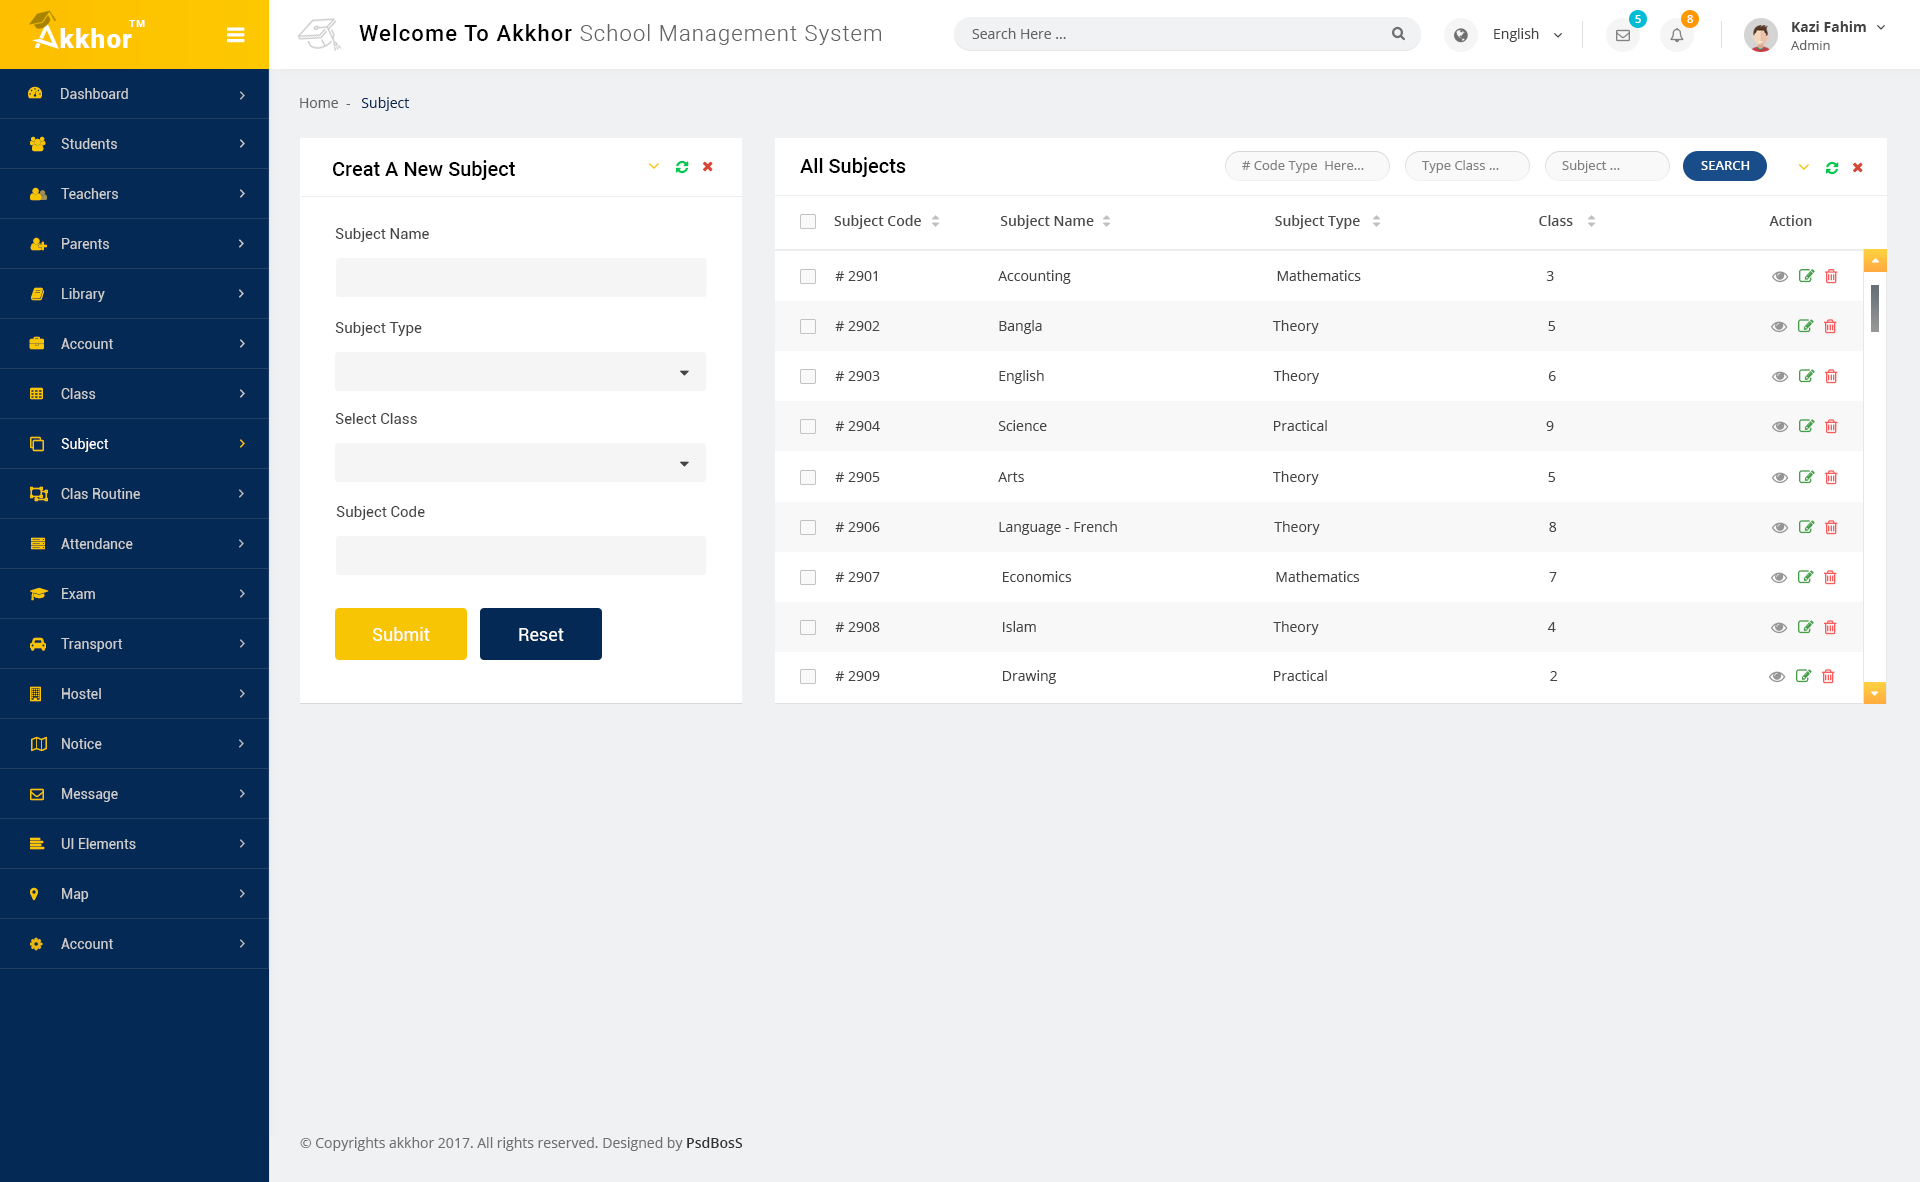 Akkhor TM
Welcome To Akkhor School Management System
Search Here ...
English
5
8
Kazi Fahim
Admin
Dashboard
Students
Teachers
Parents
Library
Account
Class
Subject
Clas Routine
Attendance
Exam
Transport
Hostel
Notice
Message
UI Elements
Map
Account
Home - Subject
Creat A New Subject
Subject Name
Subject Type
Select Class
Subject Code
Submit Reset
All Subjects # Code Type Here... Type Class ... Subject ... SEARCH
Subject Code Subject Name Subject Type Class Action
# 2901 Accounting Mathematics 3
# 2902 Bangla Theory 5
# 2903 English Theory 6
# 2904 Science Practical 9
# 2905 Arts Theory 5
# 2906 Language - French Theory 8
# 2907 Economics Mathematics 7
# 2908 Islam Theory 4
# 2909 Drawing Practical 2
© Copyrights akkhor 2017. All rights reserved. Designed by PsdBosS